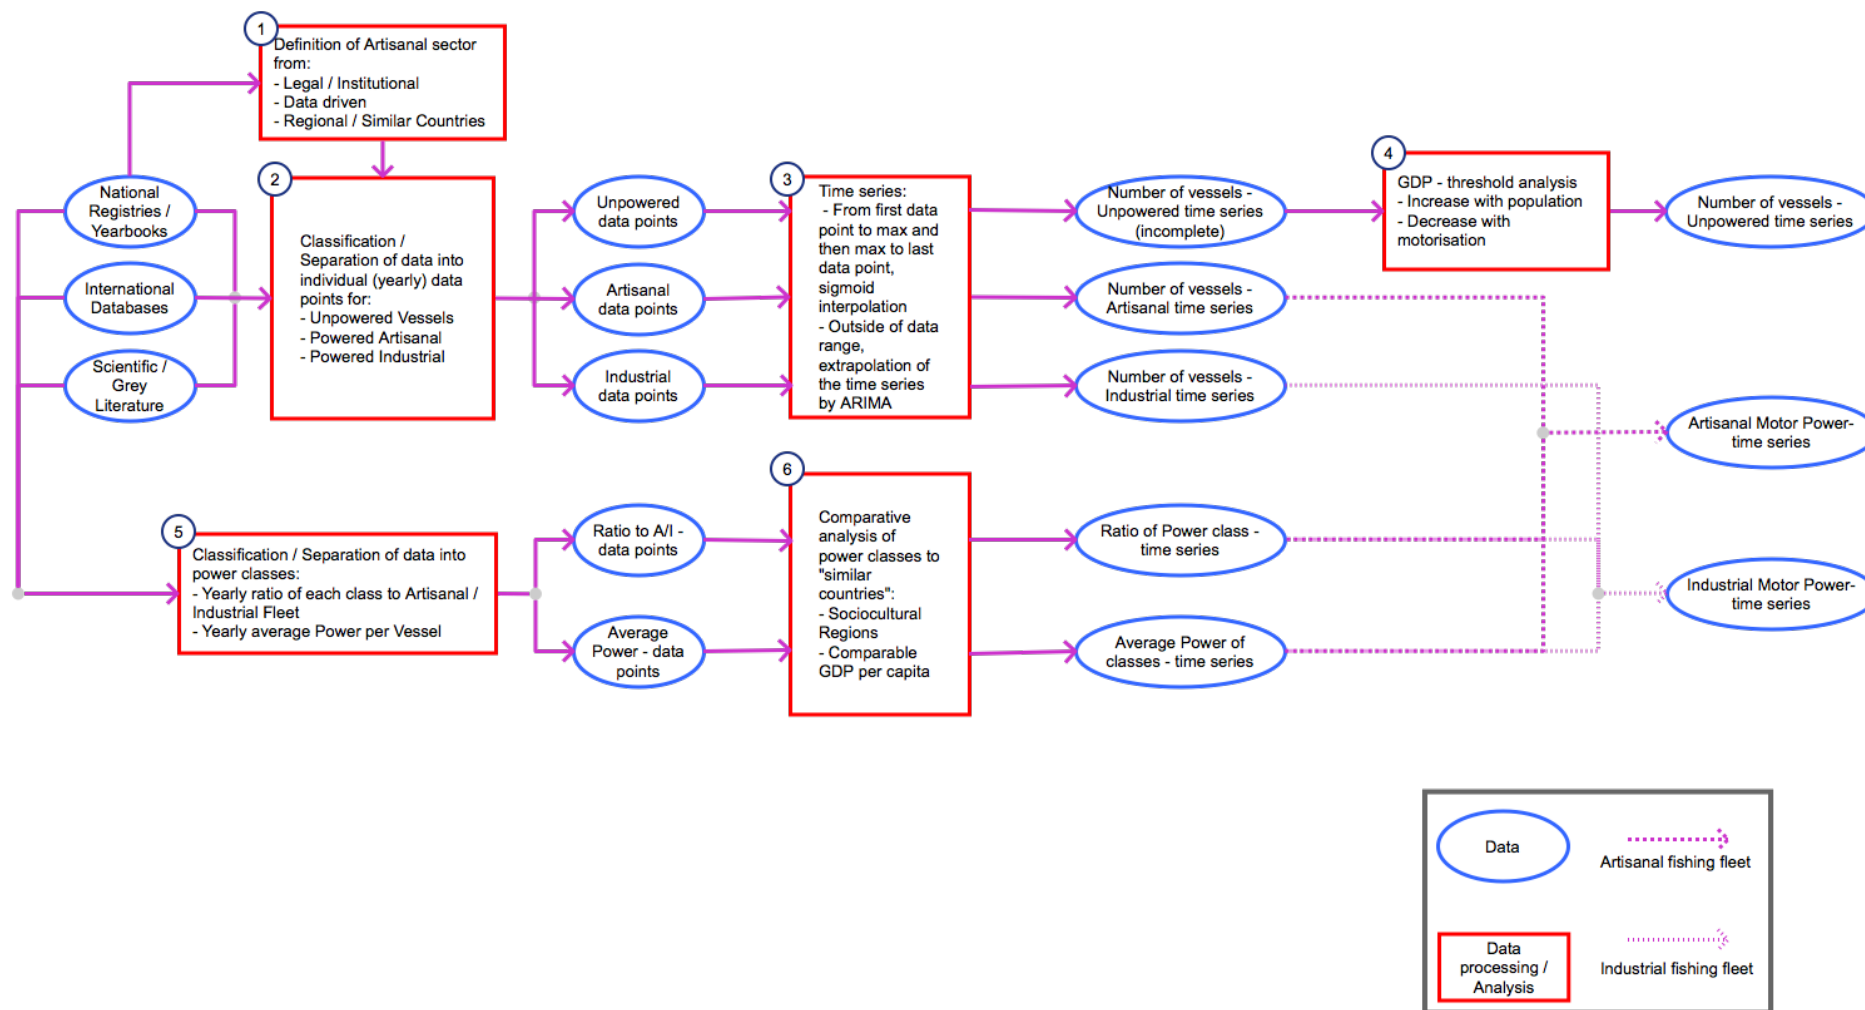 1
Definition of Artisanal sector
from:
- Legal / Institutional
- Data driven
- Regional / Similar Countries
National
Registries /
Yearbooks
International
Databases
Scientific /
Grey
Literature
2
Classification /
Separation of data into
individual (yearly) data
points for:
- Unpowered Vessels
- Powered Artisanal
- Powered Industrial
Unpowered
data points
Artisanal
data points
Industrial
data points
3
Time series:
- From first data
point to max and
then max to last
data point,
sigmoid
interpolation
- Outside of data
range,
extrapolation of
the time series
by ARIMA
Number of vessels -
Unpowered time series
(incomplete)
Number of vessels -
Artisanal time series
Number of vessels -
Industrial time series
4
GDP - threshold analysis
- Increase with population
- Decrease with
motorisation
Number of vessels -
Unpowered time series
5
Classification / Separation of data into
power classes:
- Yearly ratio of each class to Artisanal /
Industrial Fleet
- Yearly average Power per Vessel
Ratio to A/I -
data points
Average
Power - data
points
6
Comparative
analysis of
power classes to
"similar
countries":
- Sociocultural
Regions
- Comparable
GDP per capita
Ratio of Power class -
time series
Average Power of
classes - time series
Artisanal Motor Power-
time series
Industrial Motor Power-
time series
Data
Artisanal fishing fleet
Data
processing /
Analysis
Industrial fishing fleet